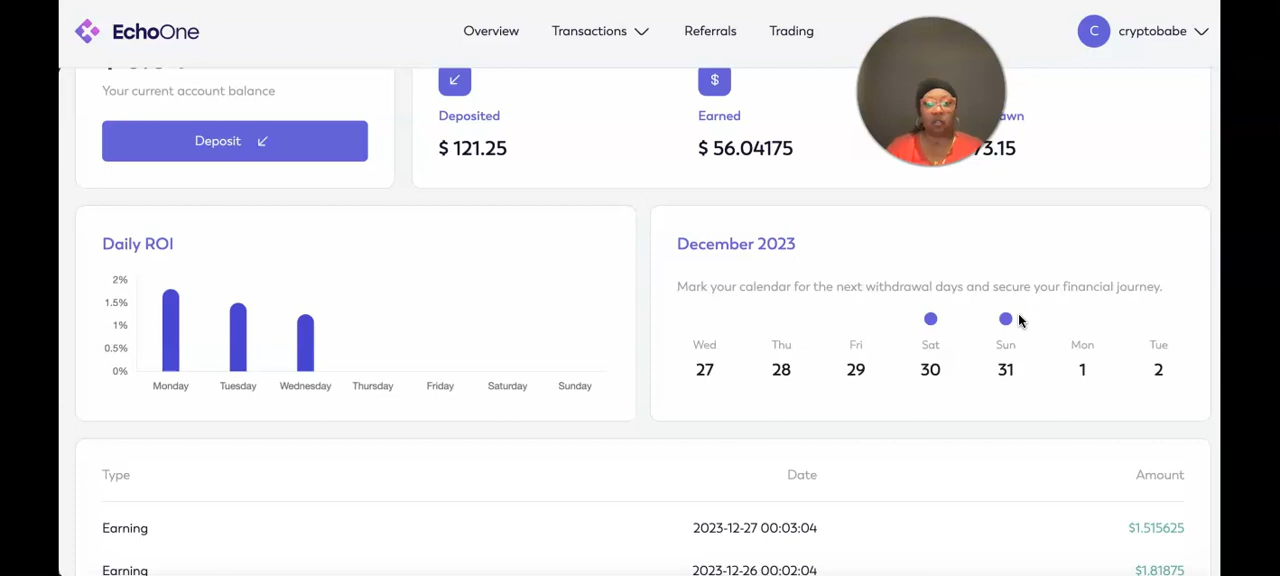 EchoOne
Overview
Transactions
Referrals
Trading
C
cryptobabe
Your current account balance
Deposit
Deposited
$ 121.25
$
Earned
$ 56.04175
73.15
Daily ROI
2%
1.5%
1%
0.5%
0%
Monday
Tuesday
Wednesday
Thursday
Friday
Saturday
Sunday
December 2023
Mark your calendar for the next withdrawal days and secure your financial journey.
Wed
Thu
Fri
Sat
Sun
Mon
Tue
27
28
29
30
31
1
2
Type
Date
Amount
Earning
2023-12-27 00:03:04
$1.515625
Earning
2023-12-26 00:02:04
$1.81875